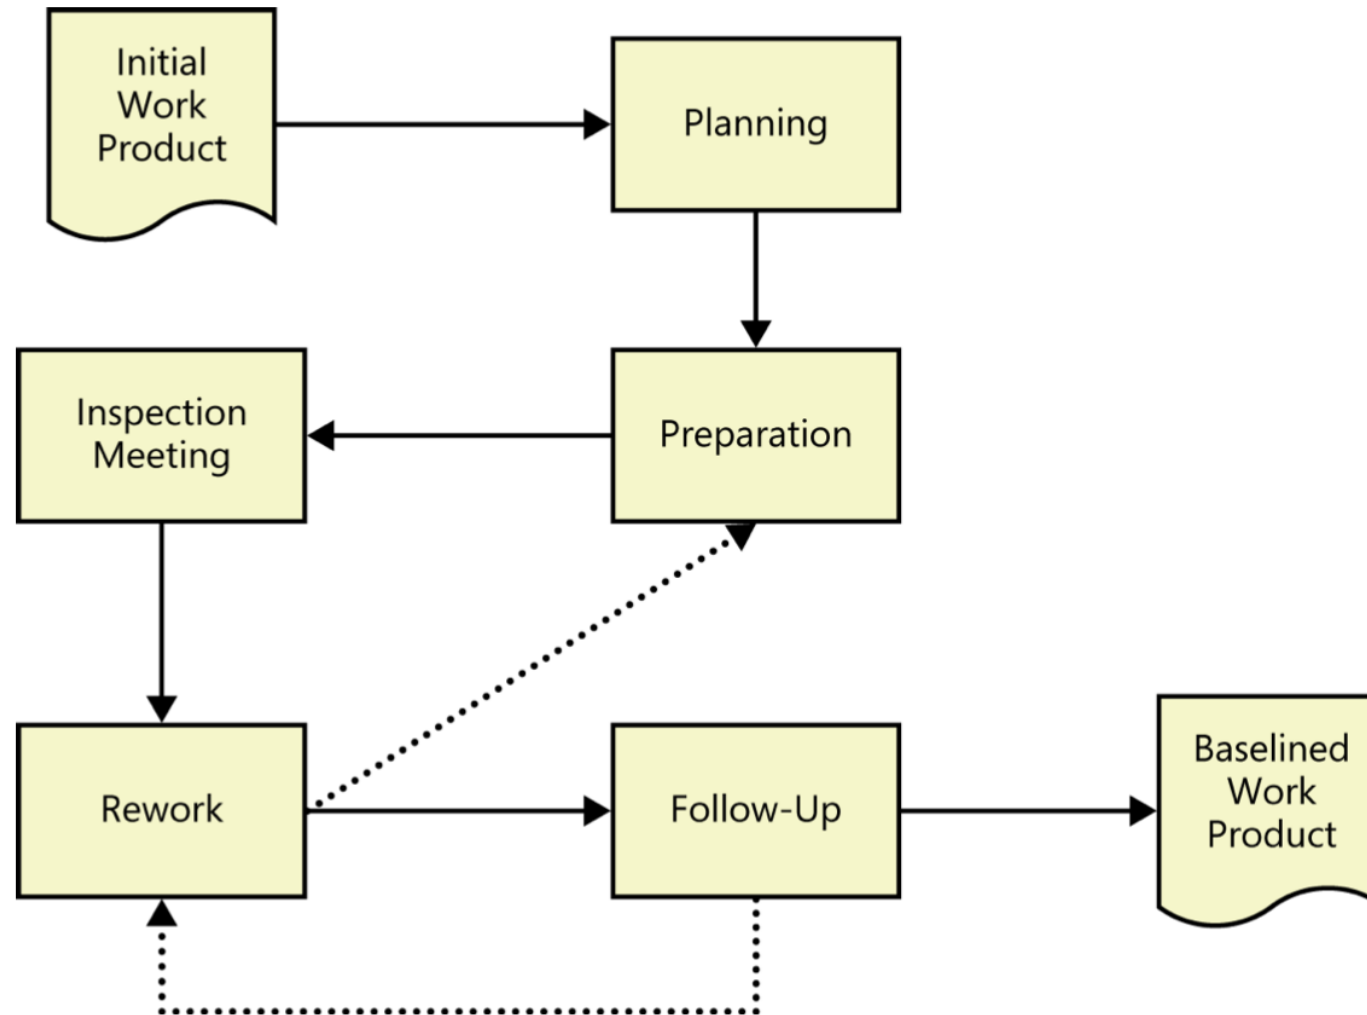 Initial
Work
Product
Planning
Inspection
Meeting
Preparation
Rework
Follow-Up
Baselined
Work
Product